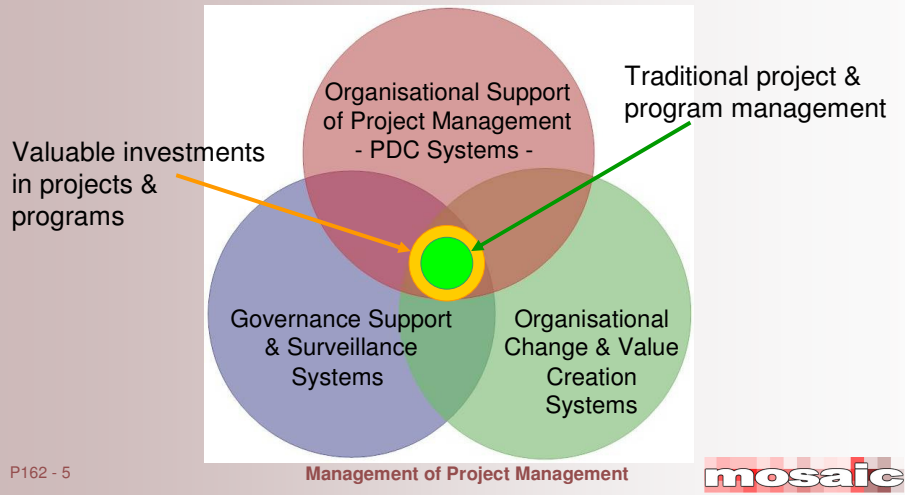 Organisational Support
of Project Management
- PDC Systems -
Traditional project &
program management
Valuable investments
in projects &
programs
Governance Support
& Surveillance
Systems
Organisational
Change & Value
Creation
Systems
P162 - 5
Management of Project Management
mosaic